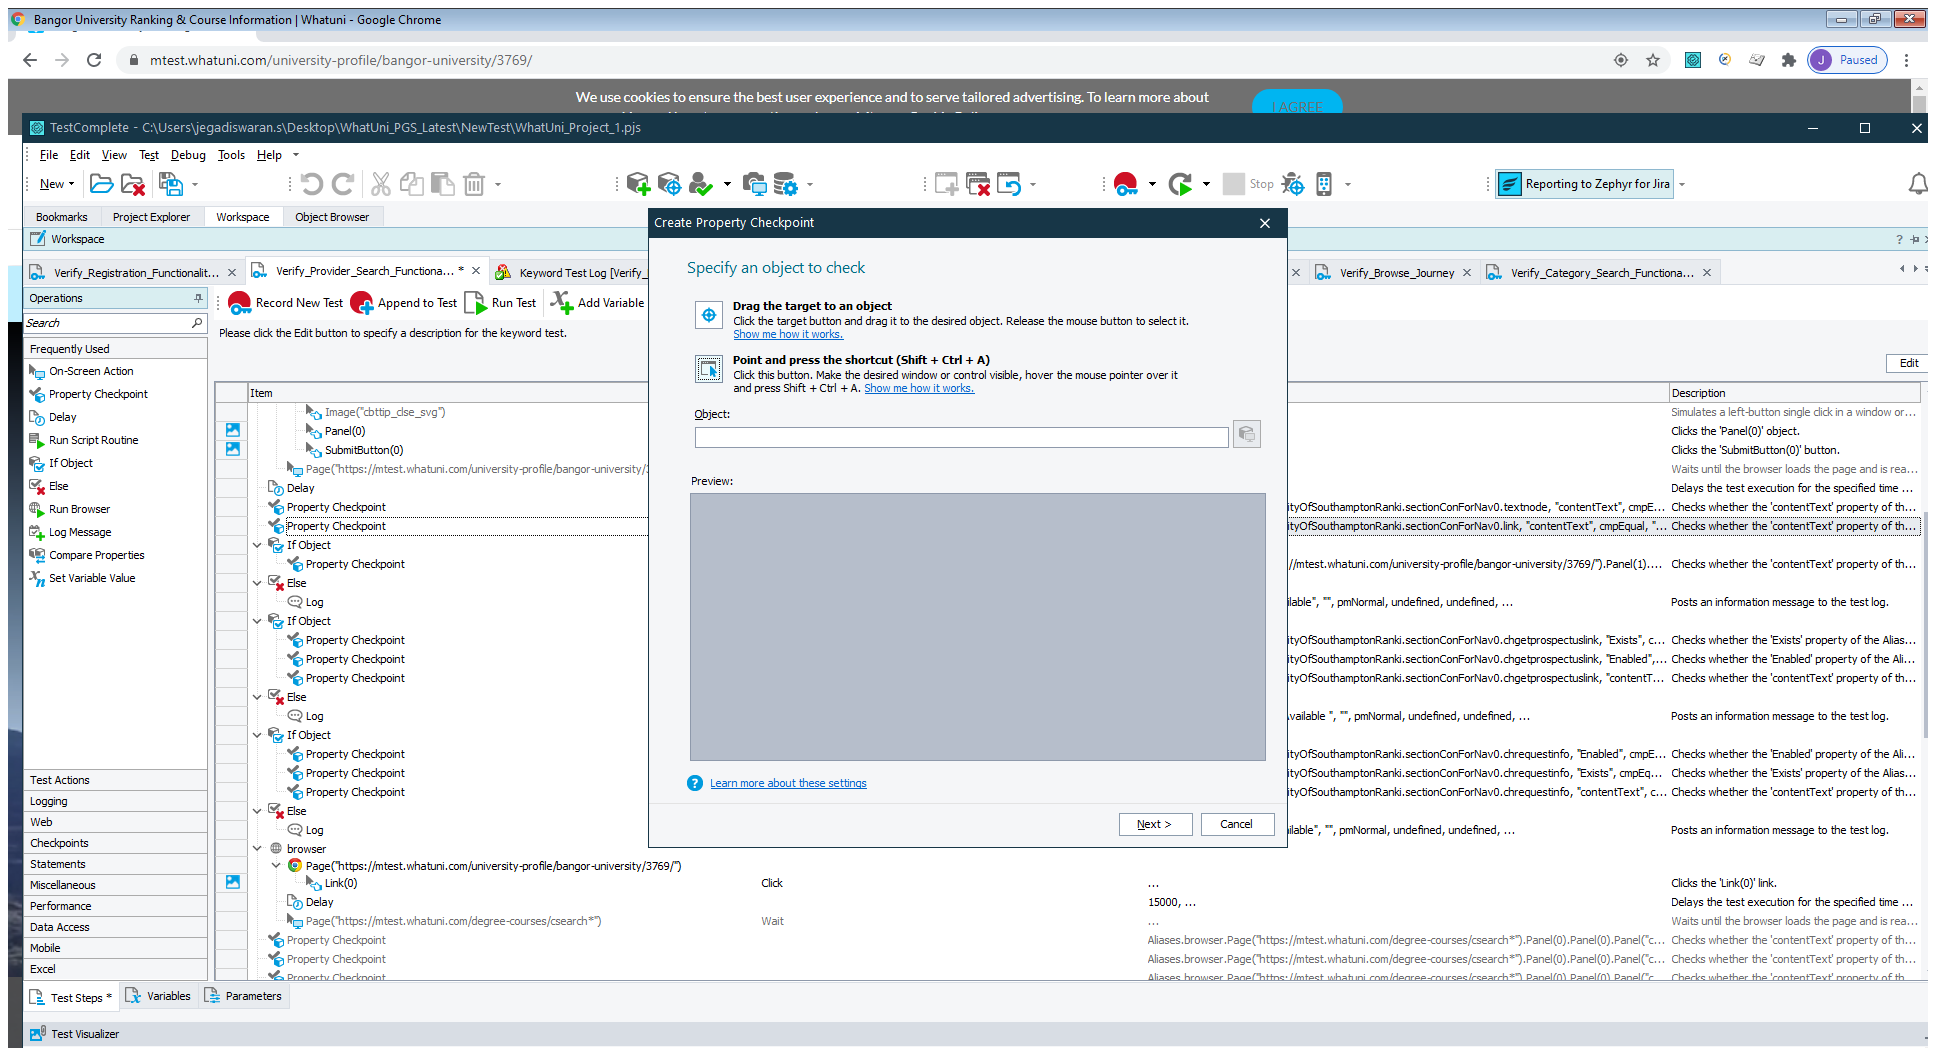 Bangor University Ranking & Course Information | Whatuni - Google Chrome
mtest.whatuni.com/university-profile/bangor-university/3769/
J Paused
We use cookies to ensure the best user experience and to serve tailored advertising. To learn more about
I AGREE
TestComplete - C:\Users\jegadiswaran.s\Desktop\WhatUni_PGS_Latest\NewTest\WhatUni_Project_1.pjs
File Edit View Test Debug Tools Help
New Stop Reporting to Zephyr for Jira
Bookmarks Project Explorer Workspace Object Browser
Workspace
Verify_Registration_Functionalit... Verify_Provider_Search_Functiona... * Keyword Test Log [Verify_ Verify_Browse_Journey Verify_Category_Search_Functiona...
Operations
Search
Record New Test Append to Test Run Test Add Variable
Please click the Edit button to specify a description for the keyword test.
Edit
Frequently Used
On-Screen Action
Property Checkpoint
Delay
Run Script Routine
If Object
Else
Run Browser
Log Message
Compare Properties
Set Variable Value
Test Actions
Logging
Web
Checkpoints
Statements
Miscellaneous
Performance
Data Access
Mobile
Excel
Create Property Checkpoint
Specify an object to check
Drag the target to an object
Click the target button and drag it to the desired object. Release the mouse button to select it.
Show me how it works.
Point and press the shortcut (Shift + Ctrl + A)
Click this button. Make the desired window or control visible, hover the mouse pointer over it
and press Shift + Ctrl + A. Show me how it works.
Object:
Preview:
Learn more about these settings
Next > Cancel
Item Description
Image("cbttip_clse_svg") Simulates a left-button single click in a window or...
Panel(0) Clicks the 'Panel(0)' object.
SubmitButton(0) Clicks the 'SubmitButton(0)' button.
Page("https://mtest.whatuni.com/university-profile/bangor-university/ Waits until the browser loads the page and is rea...
Delay Delays the test execution for the specified time ...
Property Checkpoint ityOfSouthamptonRanki.sectionConForNav0.textnode, "contentText", cmpE... Checks whether the 'contentText' property of th...
Property Checkpoint ityOfSouthamptonRanki.sectionConForNav0.link, "contentText", cmpEqual, "... Checks whether the 'contentText' property of th...
If Object
Property Checkpoint //mtest.whatuni.com/university-profile/bangor-university/3769/").Panel(1).... Checks whether the 'contentText' property of th...
Else
Log ilable", "", pmNormal, undefined, undefined, ... Posts an information message to the test log.
If Object
Property Checkpoint ityOfSouthamptonRanki.sectionConForNav0.chgetprospectuslink, "Exists", c... Checks whether the 'Exists' property of the Alias...
Property Checkpoint ityOfSouthamptonRanki.sectionConForNav0.chgetprospectuslink, "Enabled",... Checks whether the 'Enabled' property of the Ali...
Property Checkpoint ityOfSouthamptonRanki.sectionConForNav0.chgetprospectuslink, "contentT... Checks whether the 'contentText' property of th...
Else
Log vailable ", "", pmNormal, undefined, undefined, ... Posts an information message to the test log.
If Object
Property Checkpoint ityOfSouthamptonRanki.sectionConForNav0.chrequestinfo, "Enabled", cmpE... Checks whether the 'Enabled' property of the Ali...
Property Checkpoint ityOfSouthamptonRanki.sectionConForNav0.chrequestinfo, "Exists", cmpEq... Checks whether the 'Exists' property of the Alias...
Property Checkpoint ityOfSouthamptonRanki.sectionConForNav0.chrequestinfo, "contentText", c... Checks whether the 'contentText' property of th...
Else
Log ilable", "", pmNormal, undefined, undefined, ... Posts an information message to the test log.
browser
Page("https://mtest.whatuni.com/university-profile/bangor-university/3769/")
Link(0) Click ... Clicks the 'Link(0)' link.
Delay 15000, ... Delays the test execution for the specified time ...
Page("https://mtest.whatuni.com/degree-courses/csearch*") Wait ... Waits until the browser loads the page and is rea...
Property Checkpoint Aliases.browser.Page("https://mtest.whatuni.com/degree-courses/csearch*").Panel(0).Panel(0).Panel("c... Checks whether the 'contentText' property of th...
Property Checkpoint Aliases.browser.Page("https://mtest.whatuni.com/degree-courses/csearch*").Panel(0).Panel(0).Panel("c... Checks whether the 'contentText' property of th...
Property Checkpoint Aliases.browser.Page("https://mtest.whatuni.com/degree-courses/csearch*").Panel(0).Panel(0).Panel("c... Checks whether the 'contentText' property of th...
Test Steps * Variables Parameters
Test Visualizer